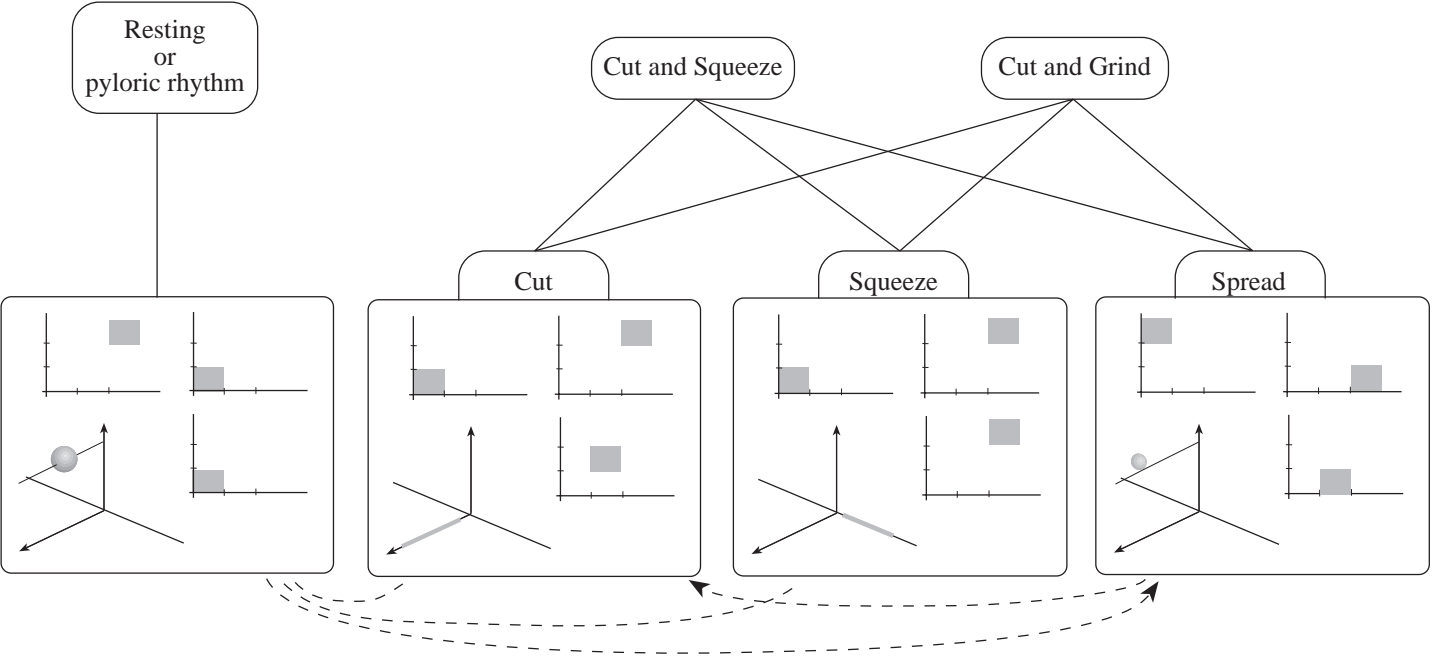 Resting
or
pyloric rhythm
Cut and Squeeze
Cut and Grind
Cut
Squeeze
Spread